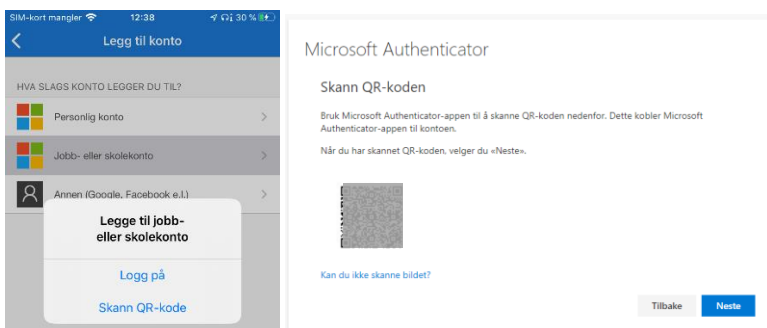 SIM-kort mangler 12:38 30 %
Legg til konto
HVA SLAGS KONTO LEGGER DU TIL?
Personlig konto
Jobb- eller skolekonto
Annen (Google, Facebook e.l.)
Legge til jobb-
eller skolekonto
Logg på
Skann QR-kode
Microsoft Authenticator
Skann QR-koden
Bruk Microsoft Authenticator-appen til å skanne QR-koden nedenfor. Dette kobler Microsoft
Authenticator-appen til kontoen.
Når du har skannet QR-koden, velger du «Neste».
Kan du ikke skanne bildet?
Tilbake Neste